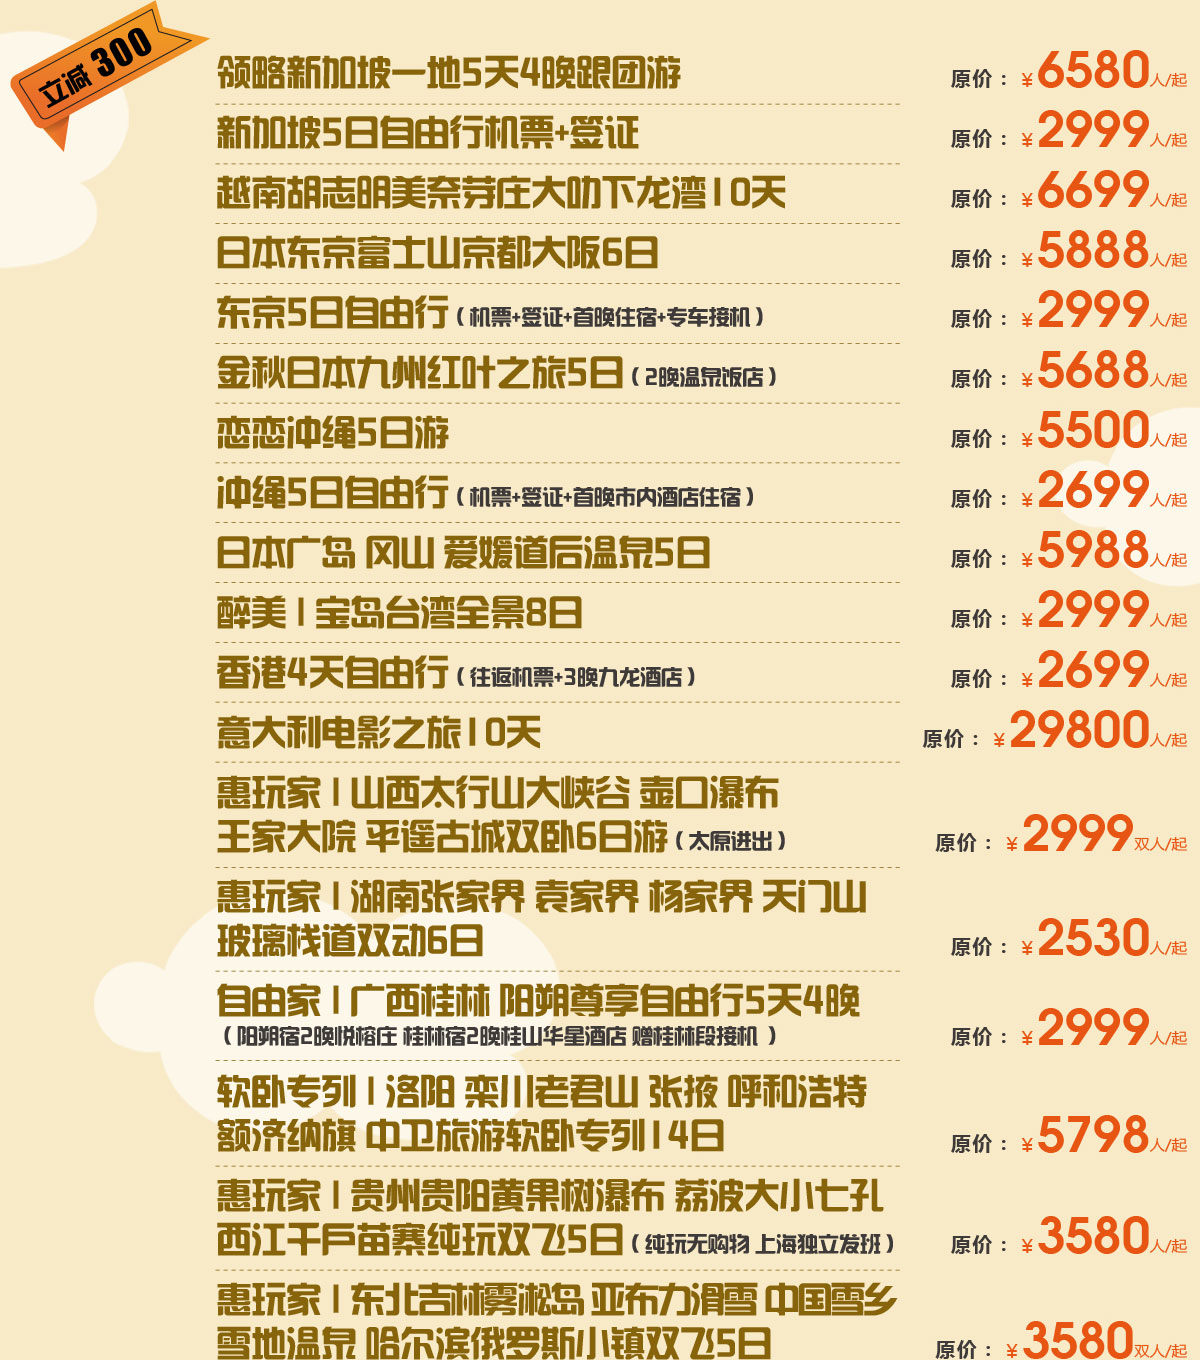 立减 300
领略新加坡一地5天4晚跟团游 原价：¥6580人/起
新加坡5日自由行机票+签证 原价：¥2999人/起
越南胡志明美奈芽庄大叻下龙湾10天 原价：¥6699人/起
日本东京富士山京都大阪6日 原价：¥5888人/起
东京5日自由行（机票+签证+首晚住宿+专车接机） 原价：¥2999人/起
金秋日本九州红叶之旅5日（2晚温泉饭店） 原价：¥5688人/起
恋恋冲绳5日游 原价：¥5500人/起
冲绳5日自由行（机票+签证+首晚市内酒店住宿） 原价：¥2699人/起
日本广岛 冈山 爱媛道后温泉5日 原价：¥5988人/起
醉美丨宝岛台湾全景8日 原价：¥2999人/起
香港4天自由行（往返机票+3晚九龙酒店） 原价：¥2699人/起
意大利电影之旅10天 原价：¥29800人/起
惠玩家丨山西太行山大峡谷 壶口瀑布
王家大院 平遥古城双卧6日游（太原进出） 原价：¥2999双人/起
惠玩家丨湖南张家界 袁家界 杨家界 天门山
玻璃栈道双动6日 原价：¥2530人/起
自由家丨广西桂林 阳朔尊享自由行5天4晚
（阳朔宿2晚悦榕庄 桂林宿2晚桂山华星酒店 赠桂林段接机 ） 原价：¥2999人/起
软卧专列丨洛阳 栾川老君山 张掖 呼和浩特
额济纳旗 中卫旅游软卧专列14日 原价：¥5798人/起
惠玩家丨贵州贵阳黄果树瀑布 荔波大小七孔
西江千户苗寨纯玩双飞5日（纯玩无购物 上海独立发班） 原价：¥3580人/起
惠玩家丨东北吉林雾凇岛 亚布力滑雪 中国雪乡
雪地温泉 哈尔滨俄罗斯小镇双飞5日 原价：¥3580双人/起